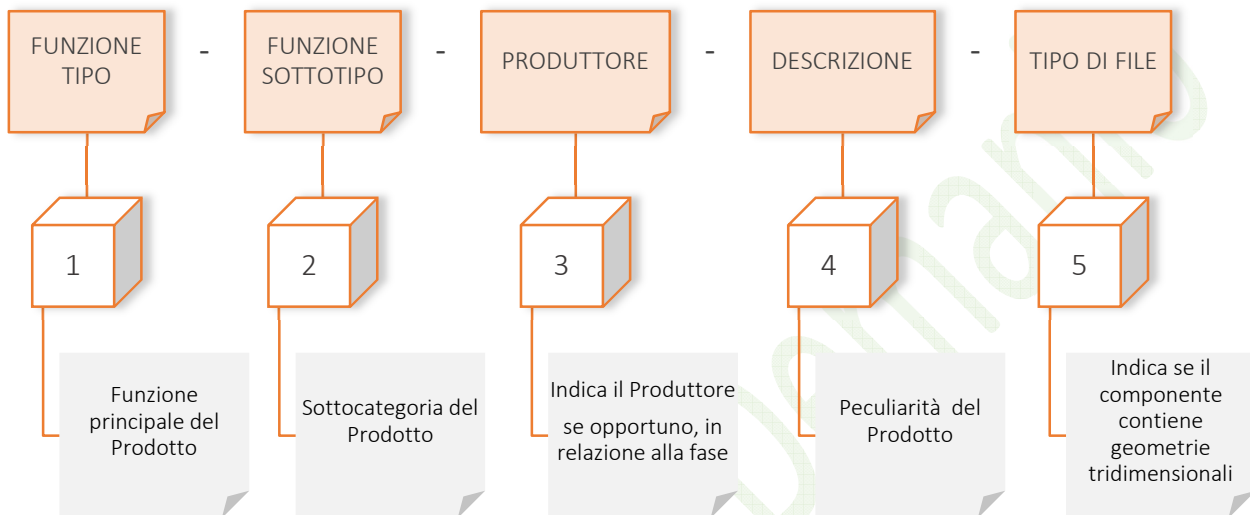 FUNZIONE
TIPO
-
FUNZIONE
SOTTOTIPO
-
PRODUTTORE
-
DESCRIZIONE
-
TIPO DI FILE
1
2
3
4
5
Funzione
principale del
Prodotto
Sottocategoria del
Prodotto
Indica il Produttore
se opportuno, in
relazione alla fase
Peculiarità del
Prodotto
Indica se il
componente
contiene
geometrie
tridimensionali